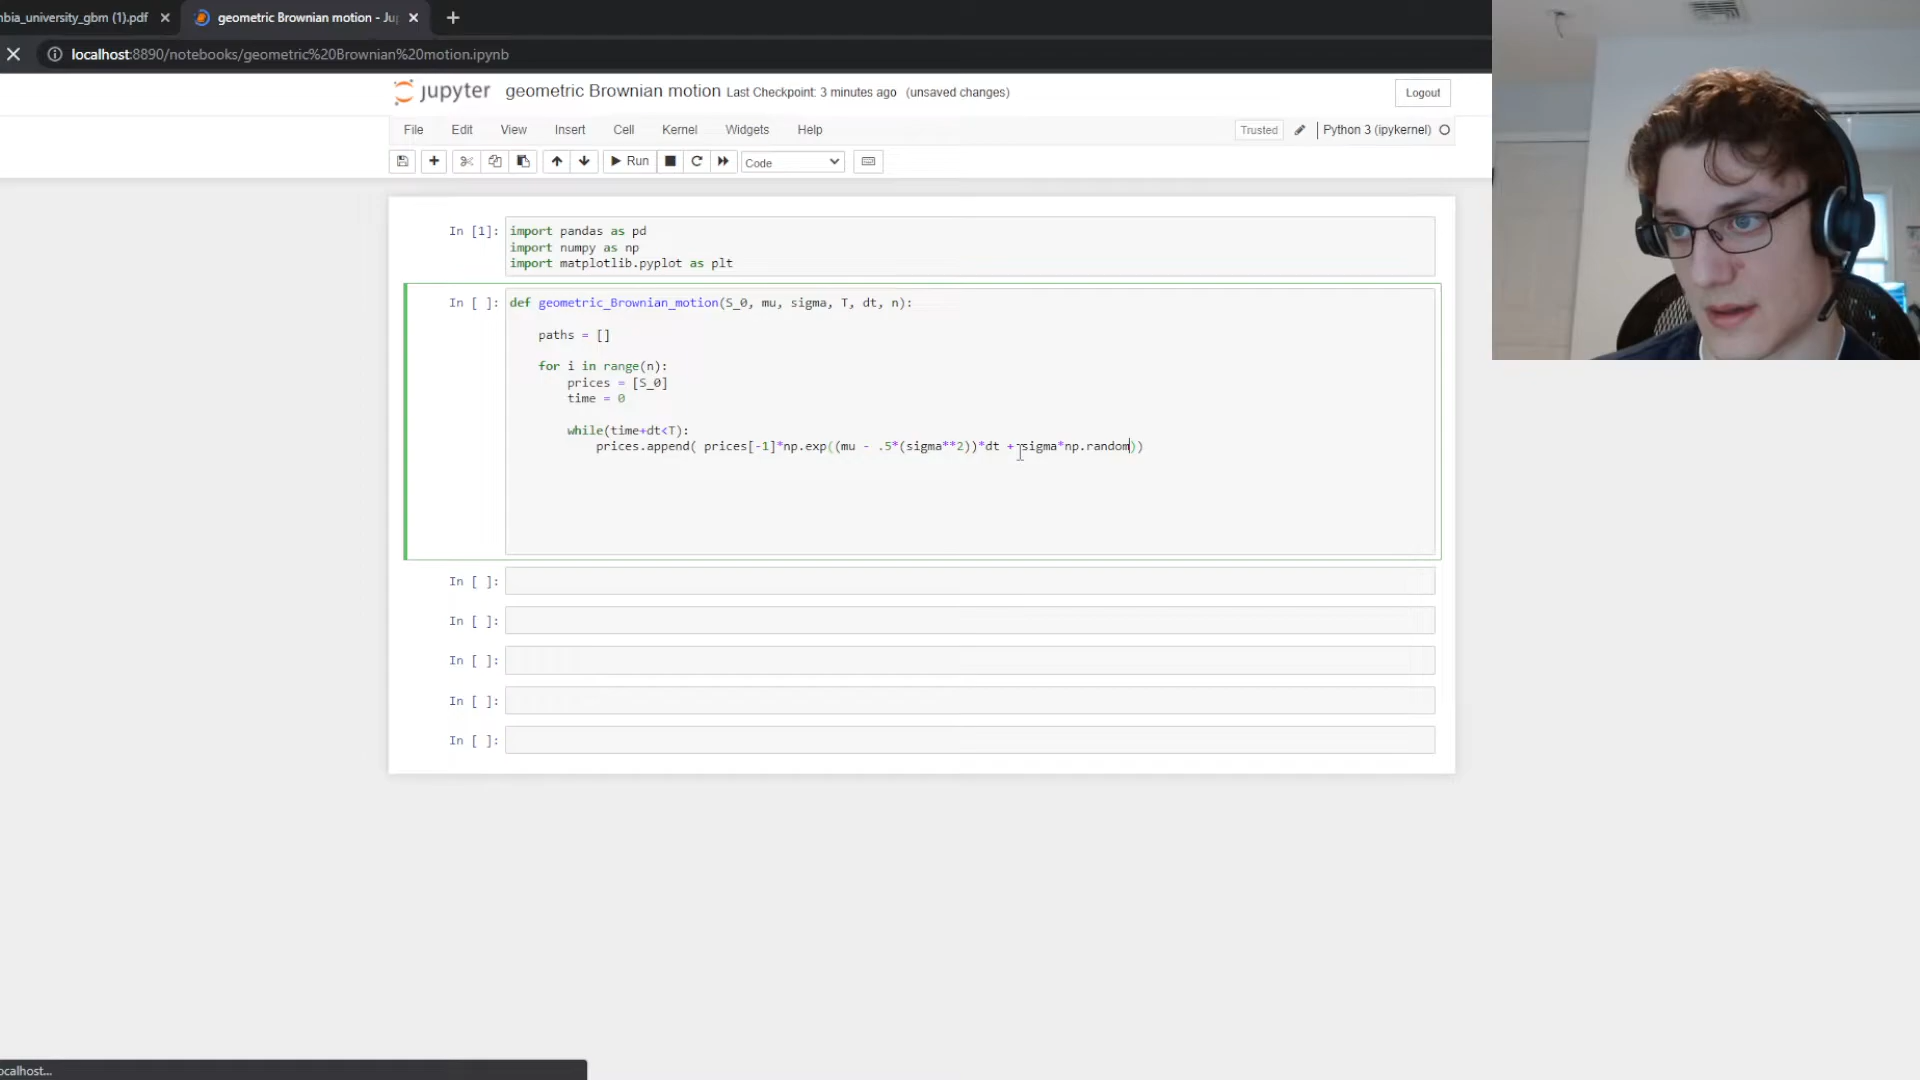 nbia_university_gbm (1).pdf
geometric Brownian motion - Ju
localhost:8890/notebooks/geometric%20Brownian%20motion.ipynb
jupyter geometric Brownian motion Last Checkpoint: 3 minutes ago (unsaved changes) Logout
File Edit View Insert Cell Kernel Widgets Help Trusted Python 3 (ipykernel)
Run Code
In [1]: import pandas as pd
import numpy as np
import matplotlib.pyplot as plt
In [ ]: def geometric_Brownian_motion(S_0, mu, sigma, T, dt, n):
paths = []
for i in range(n):
prices = [S_0]
time = 0
while(time+dt<T):
prices.append( prices[-1]*np.exp((mu - .5*(sigma**2))*dt + sigma*np.random))
In [ ]:
In [ ]:
In [ ]:
In [ ]:
In [ ]:
ocalhost...